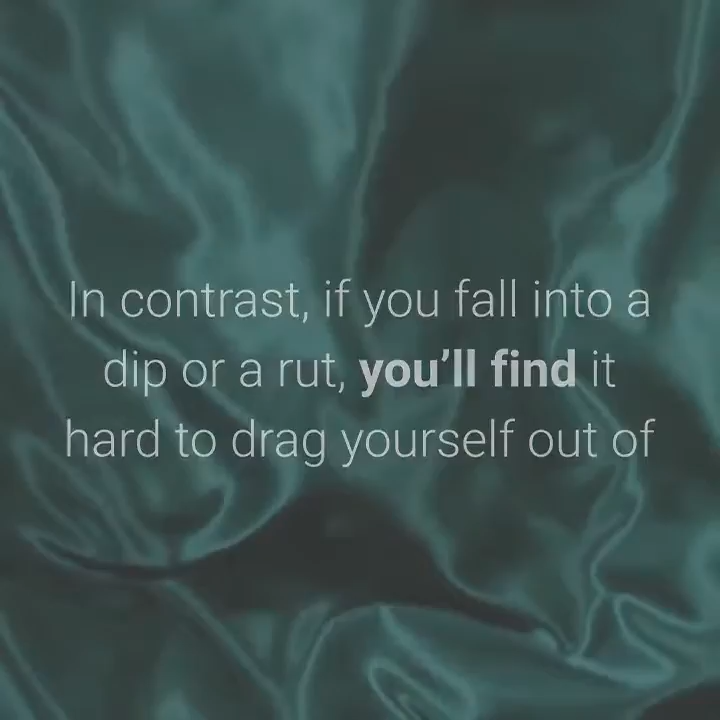 In contrast, if you fall into a
dip or a rut, you’ll find it
hard to drag yourself out of